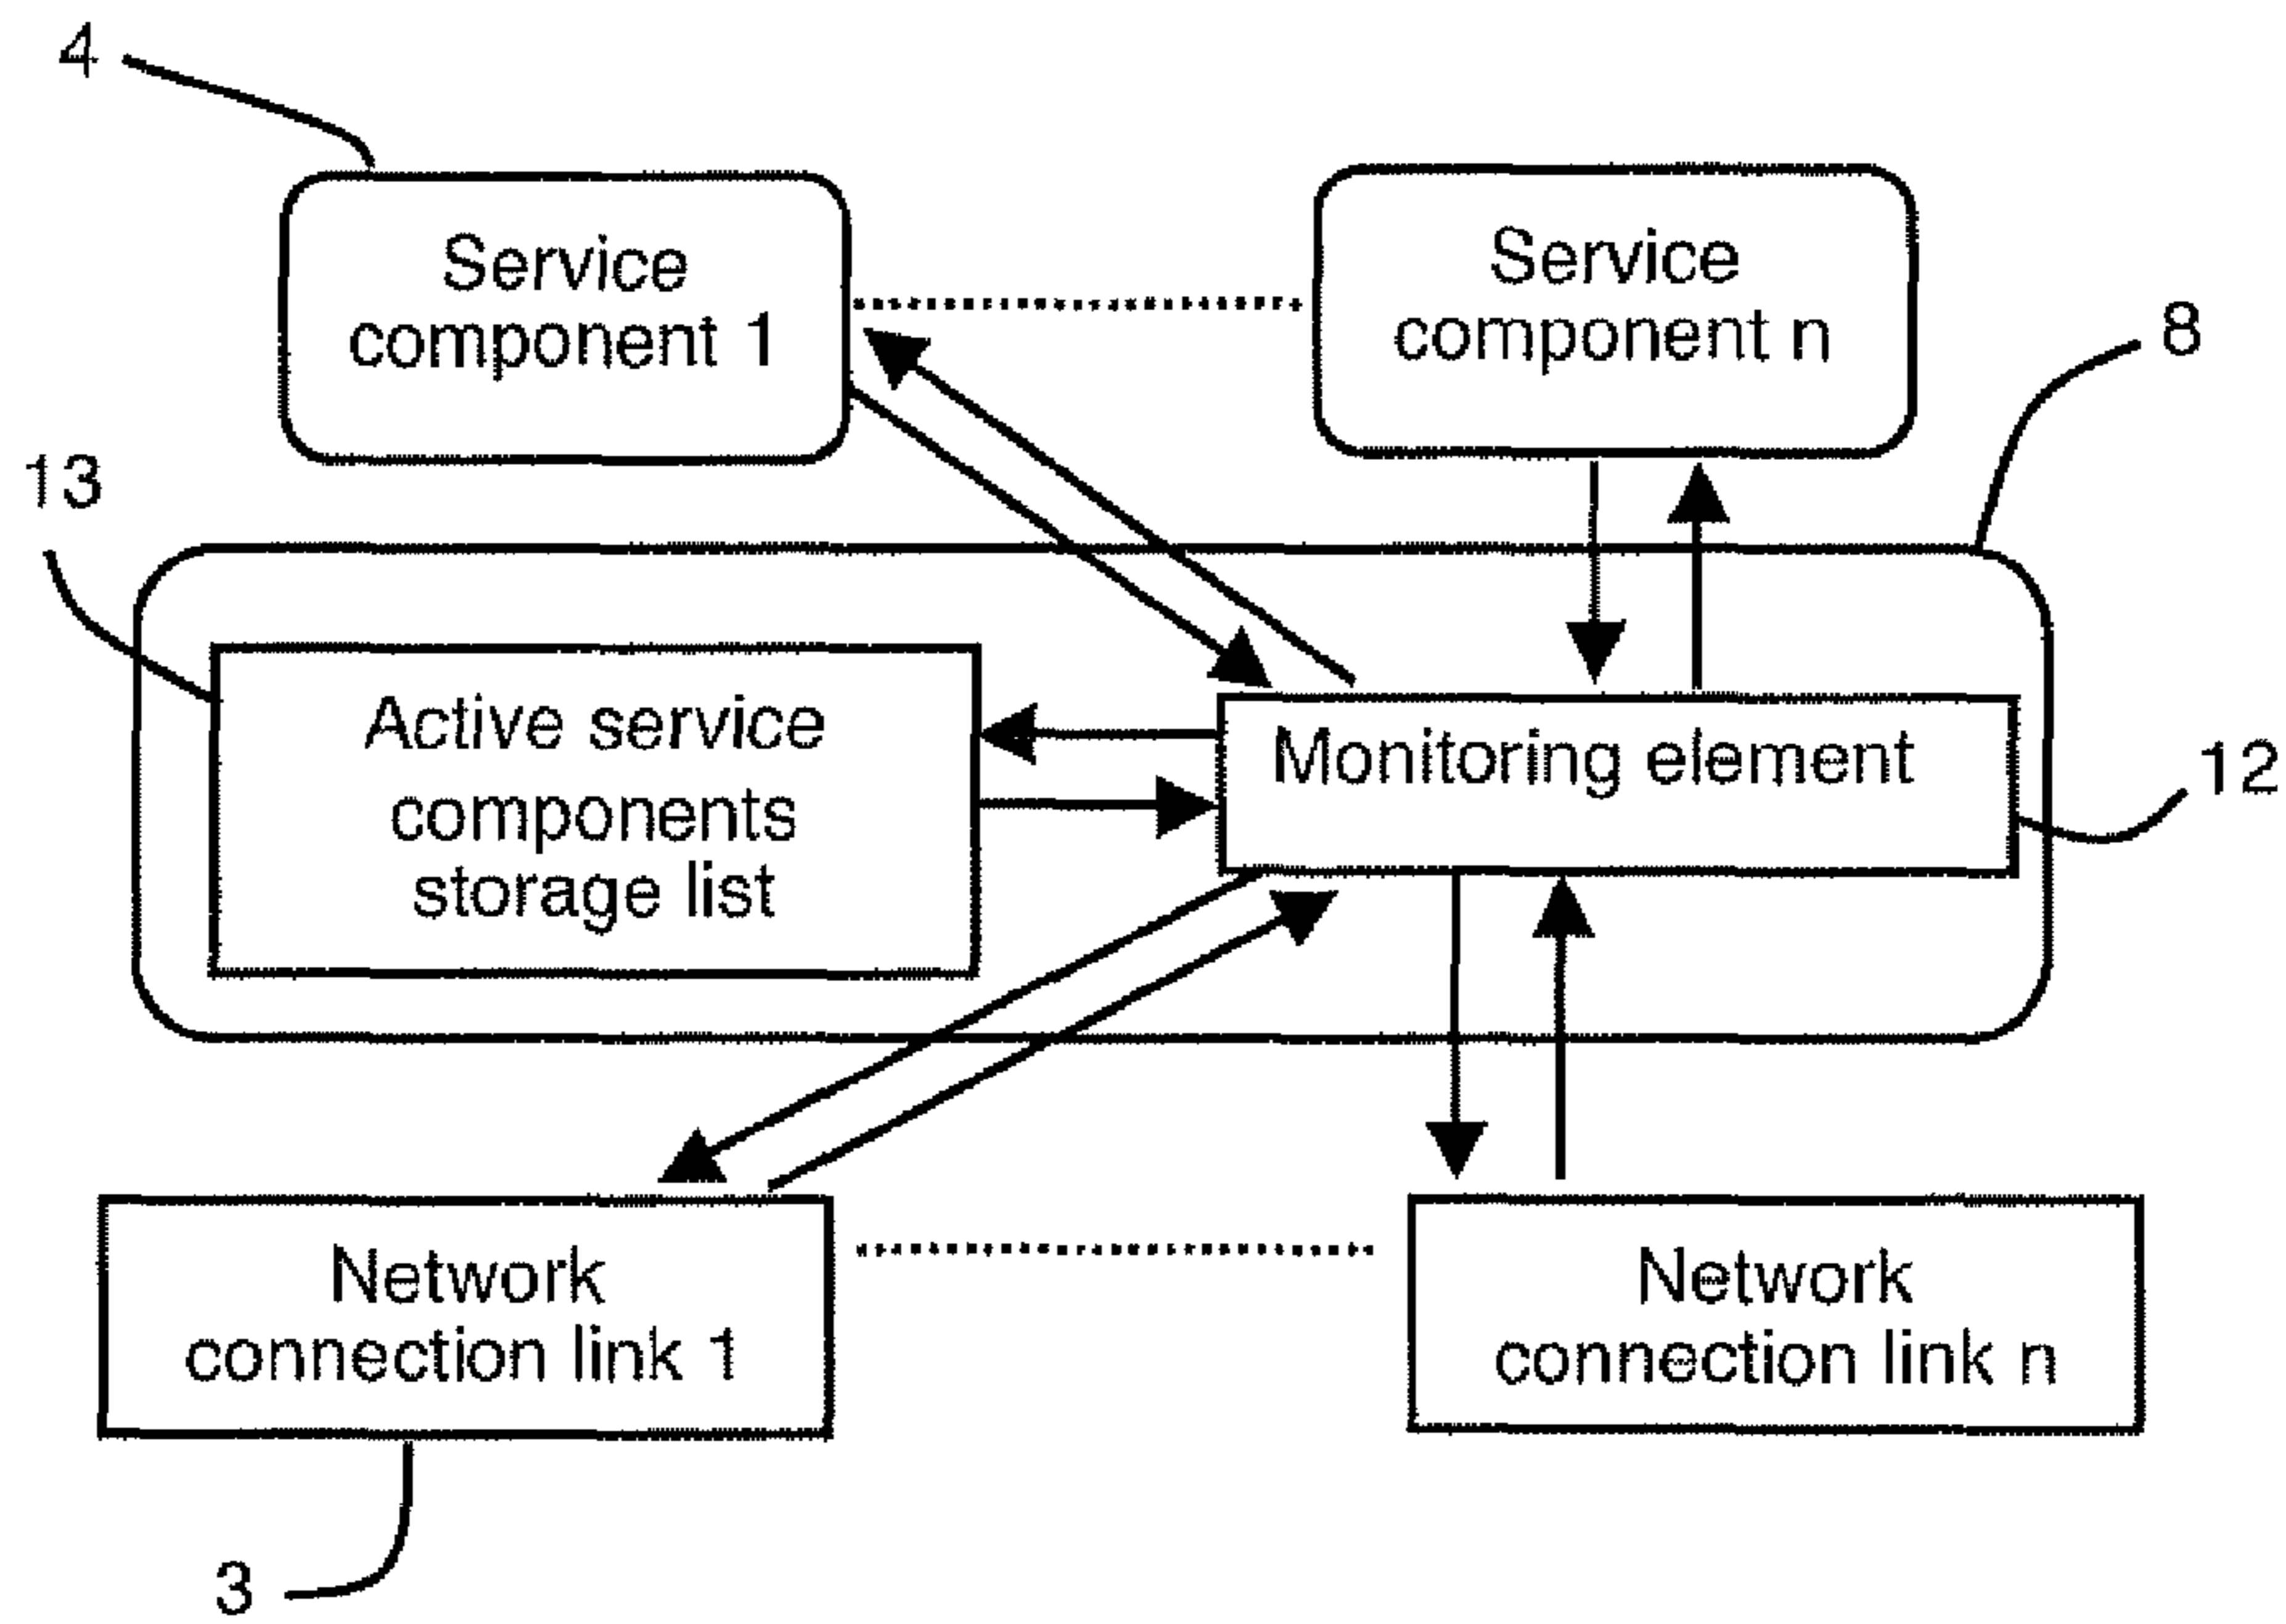 4
Service
component 1
Service
component n
8
13
Active service
components
storage list
Monitoring element
12
Network
connection link 1
Network
connection link n
3